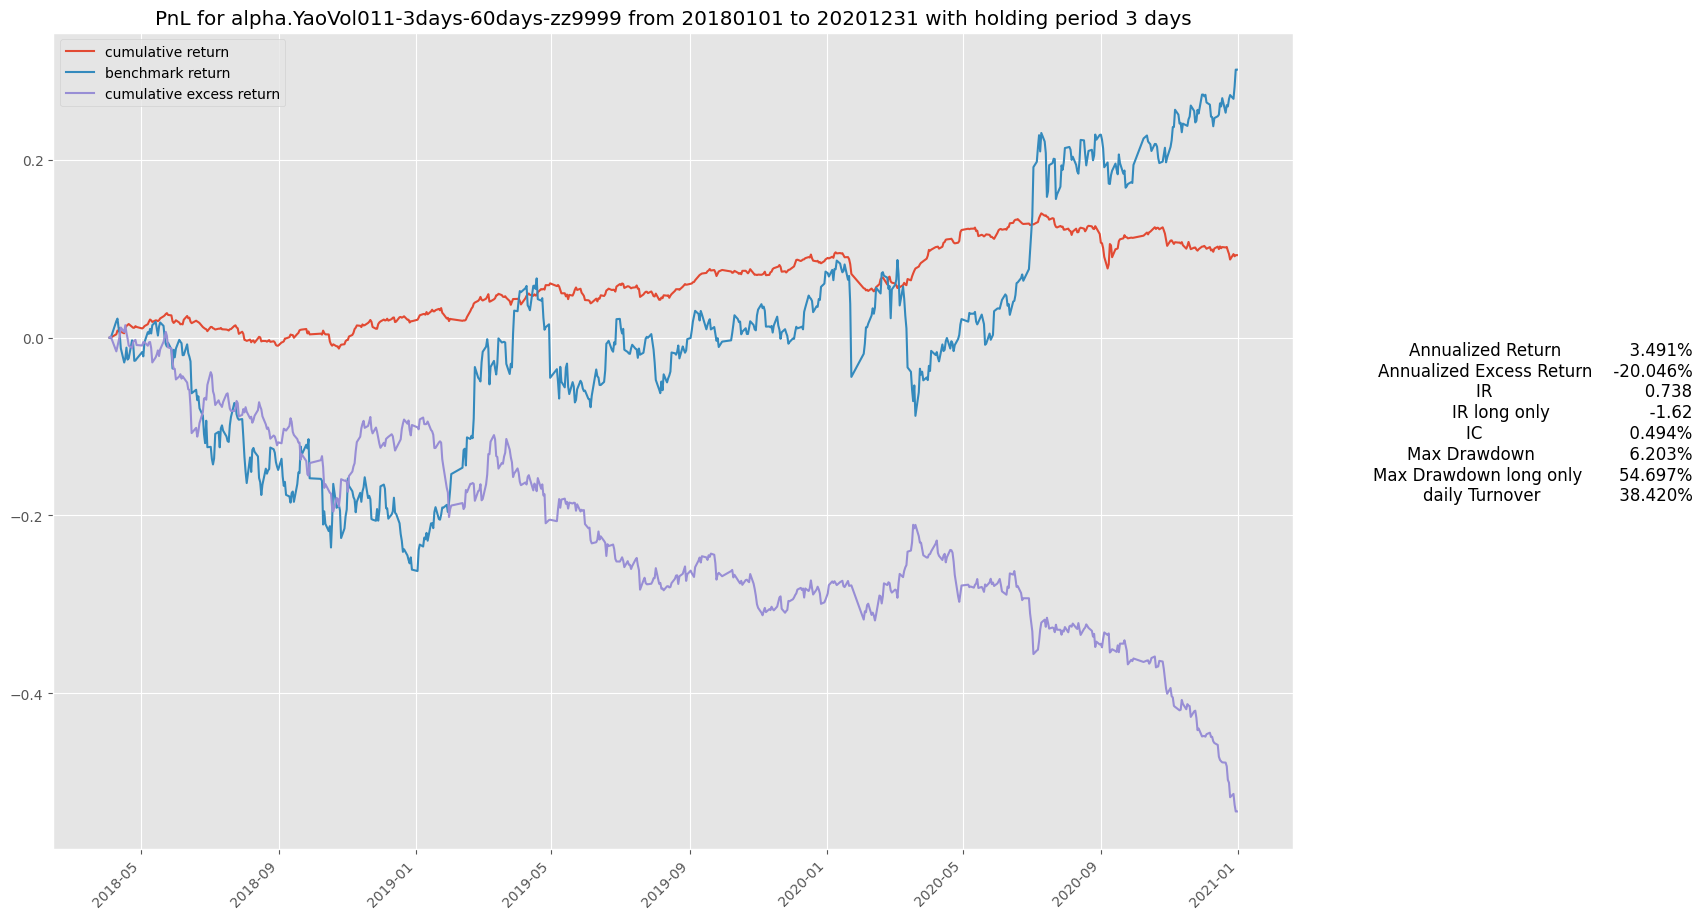 PnL for alpha.YaoVol011-3days-60days-zz9999 from 20180101 to 20201231 with holding period 3 days
cumulative return
benchmark return
cumulative excess return
0.2
0.0
−0.2
−0.4
2018-05
2018-09
2019-01
2019-05
2019-09
2020-01
2020-05
2020-09
2021-01
Annualized Return 3.491%
Annualized Excess Return -20.046%
IR 0.738
IR long only -1.62
IC 0.494%
Max Drawdown 6.203%
Max Drawdown long only 54.697%
daily Turnover 38.420%